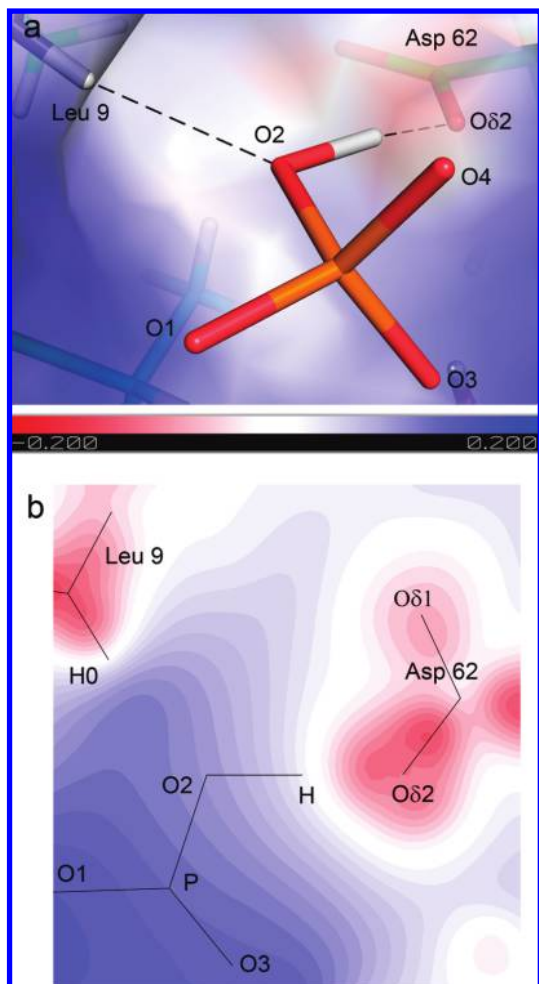 a
Asp 62
Leu 9
O2
Oδ2
O4
O1
O3
-0.200 0.200
b
Leu 9
Oδ1
H0
Asp 62
O2
H
Oδ2
O1
P
O3